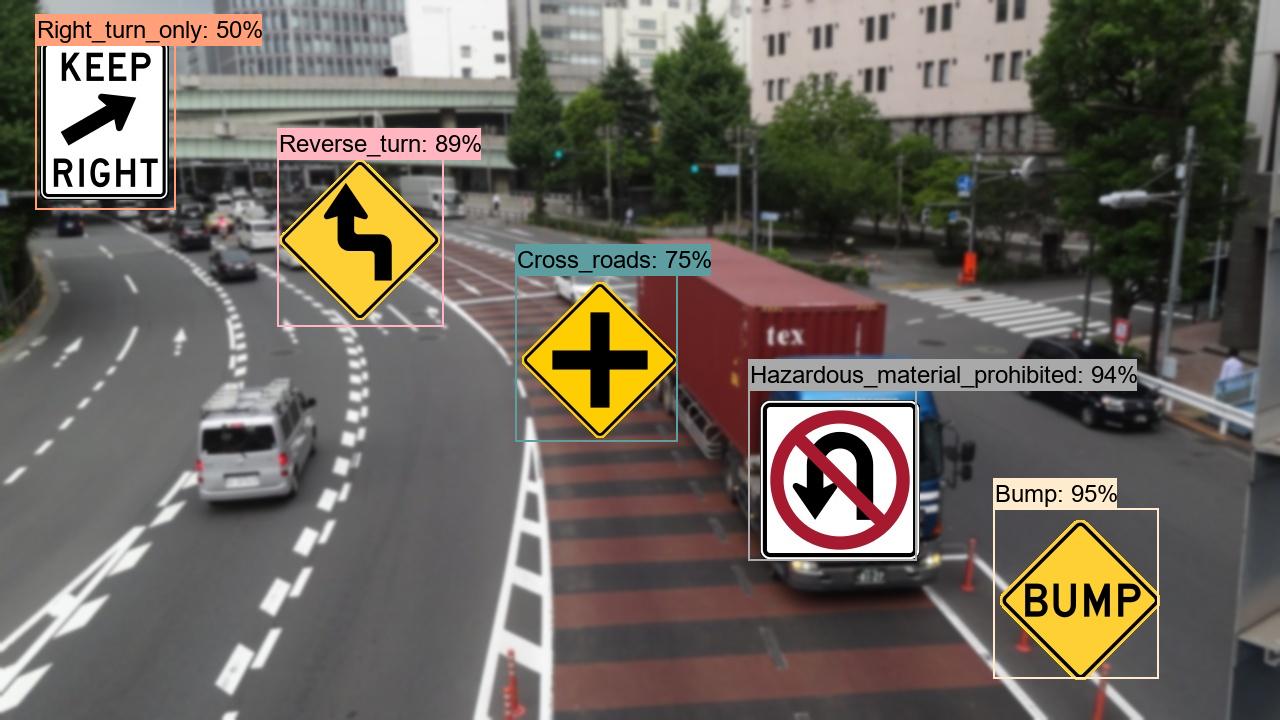 Right_turn_only: 50%
KEEP
RIGHT
Reverse_turn: 89%
Cross_roads: 75%
tex
Hazardous_material_prohibited: 94%
Bump: 95%
BUMP